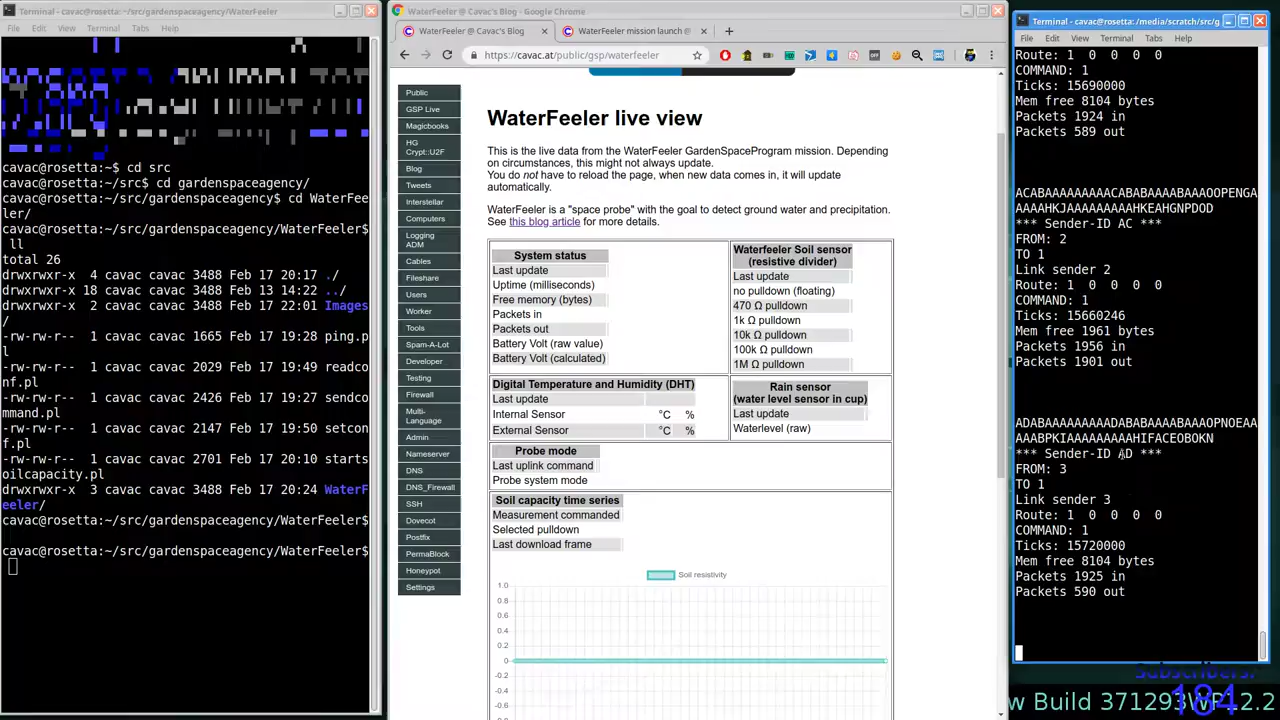 Terminal - cavac@rosetta:~/src/gardenspaceagency/WaterFeeler
File Edit View Terminal Tabs Help
cavac@rosetta:~$ cd src
cavac@rosetta:~/src$ cd gardenspaceagency/
cavac@rosetta:~/src/gardenspaceagency$ cd WaterFee
ler/
cavac@rosetta:~/src/gardenspaceagency/WaterFeeler$
ll
total 26
drwxrwxr-x 4 cavac cavac 3488 Feb 17 20:17 ./
drwxrwxr-x 18 cavac cavac 3488 Feb 13 14:22 ../
drwxrwxr-x 2 cavac cavac 3488 Feb 17 22:01 Images
/
-rw-rw-r-- 1 cavac cavac 1665 Feb 17 19:28 ping.p
l
-rw-rw-r-- 1 cavac cavac 2029 Feb 17 19:49 readco
nf.pl
-rw-rw-r-- 1 cavac cavac 2426 Feb 17 19:27 sendco
mmand.pl
-rw-rw-r-- 1 cavac cavac 2147 Feb 17 19:50 setcon
f.pl
-rw-rw-r-- 1 cavac cavac 2701 Feb 17 20:10 starts
oilcapacity.pl
drwxrwxr-x 3 cavac cavac 3488 Feb 17 20:24 WaterF
eeler/
cavac@rosetta:~/src/gardenspaceagency/WaterFeeler$
cavac@rosetta:~/src/gardenspaceagency/WaterFeeler$
WaterFeeler @ Cavac's Blog - Google Chrome
WaterFeeler @ Cavac's Blog
WaterFeeler mission launch @
https://cavac.at/public/gsp/waterfeeler
Public
GSP Live
Magicbooks
HG
Crypt::U2F
Blog
Tweets
Interstellar
Computers
Logging
ADM
Cables
Fileshare
Users
Worker
Tools
Spam-A-Lot
Developer
Testing
Firewall
Multi-
Language
Admin
Nameserver
DNS
DNS_Firewall
SSH
Dovecot
Postfix
PermaBlock
Honeypot
Settings
WaterFeeler live view
This is the live data from the WaterFeeler GardenSpaceProgram mission. Depending
on circumstances, this might not always update.
You do not have to reload the page, when new data comes in, it will update
automatically.
WaterFeeler is a "space probe" with the goal to detect ground water and precipitation.
See this blog article for more details.
System status
Last update
Uptime (milliseconds)
Free memory (bytes)
Packets in
Packets out
Battery Volt (raw value)
Battery Volt (calculated)
Waterfeeler Soil sensor
(resistive divider)
Last update
no pulldown (floating)
470 Ω pulldown
1k Ω pulldown
10k Ω pulldown
100k Ω pulldown
1M Ω pulldown
Digital Temperature and Humidity (DHT)
Last update
Internal Sensor °C %
External Sensor °C %
Rain sensor
(water level sensor in cup)
Last update
Waterlevel (raw)
Probe mode
Last uplink command
Probe system mode
Soil capacity time series
Measurement commanded
Selected pulldown
Last download frame
Soil resistivity
1.0
0.8
0.6
0.4
0.2
0
-0.2
-0.4
-0.6
Terminal - cavac@rosetta:/media/scratch/src/g
File Edit View Terminal Tabs Help
Route: 1 0 0 0 0
COMMAND: 1
Ticks: 15690000
Mem free 8104 bytes
Packets 1924 in
Packets 589 out
ACABAAAAAAAAACABABAAAABAAAOOPENGA
AAAAHKJAAAAAAAAAHKEAHGNPDOD
*** Sender-ID AC ***
FROM: 2
TO 1
Link sender 2
Route: 1 0 0 0 0
COMMAND: 1
Ticks: 15660246
Mem free 1961 bytes
Packets 1956 in
Packets 1901 out
ADABAAAAAAAAADABABAAAABAAAOPNOEAA
AAABPKIAAAAAAAAAHIFACEOBOKN
*** Sender-ID AD ***
FROM: 3
TO 1
Link sender 3
Route: 1 0 0 0 0
COMMAND: 1
Ticks: 15720000
Mem free 8104 bytes
Packets 1925 in
Packets 590 out
Subscribers:
184
w Build 371293W
2.2